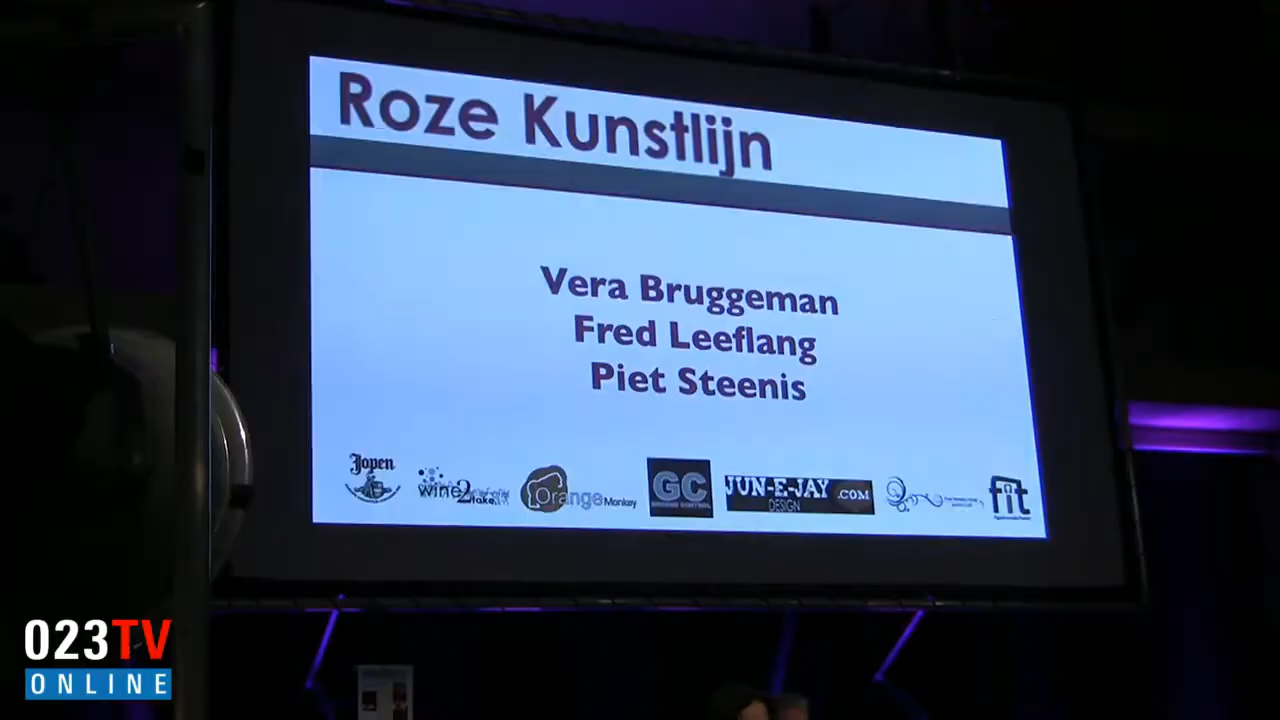 Roze Kunstlijn
Vera Bruggeman
Fred Leeflang
Piet Steenis
Jopen
wine2take
Orange Monkey
GC
JUN-E-JAY .COM
DESIGN
fit
023TV
ONLINE